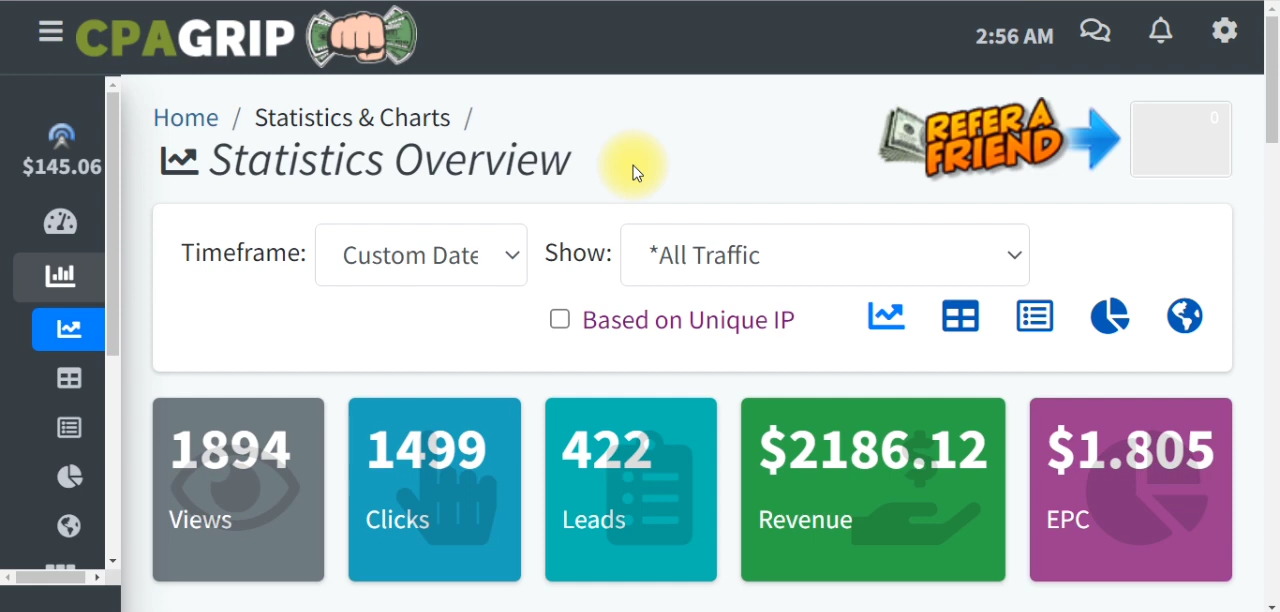 CPAGRIP
2:56 AM
$145.06
Home / Statistics & Charts /
Statistics Overview
REFER A
FRIEND
0
Timeframe: Custom Date Show: *All Traffic
Based on Unique IP
1894
Views
1499
Clicks
422
Leads
$2186.12
Revenue
$1.805
EPC